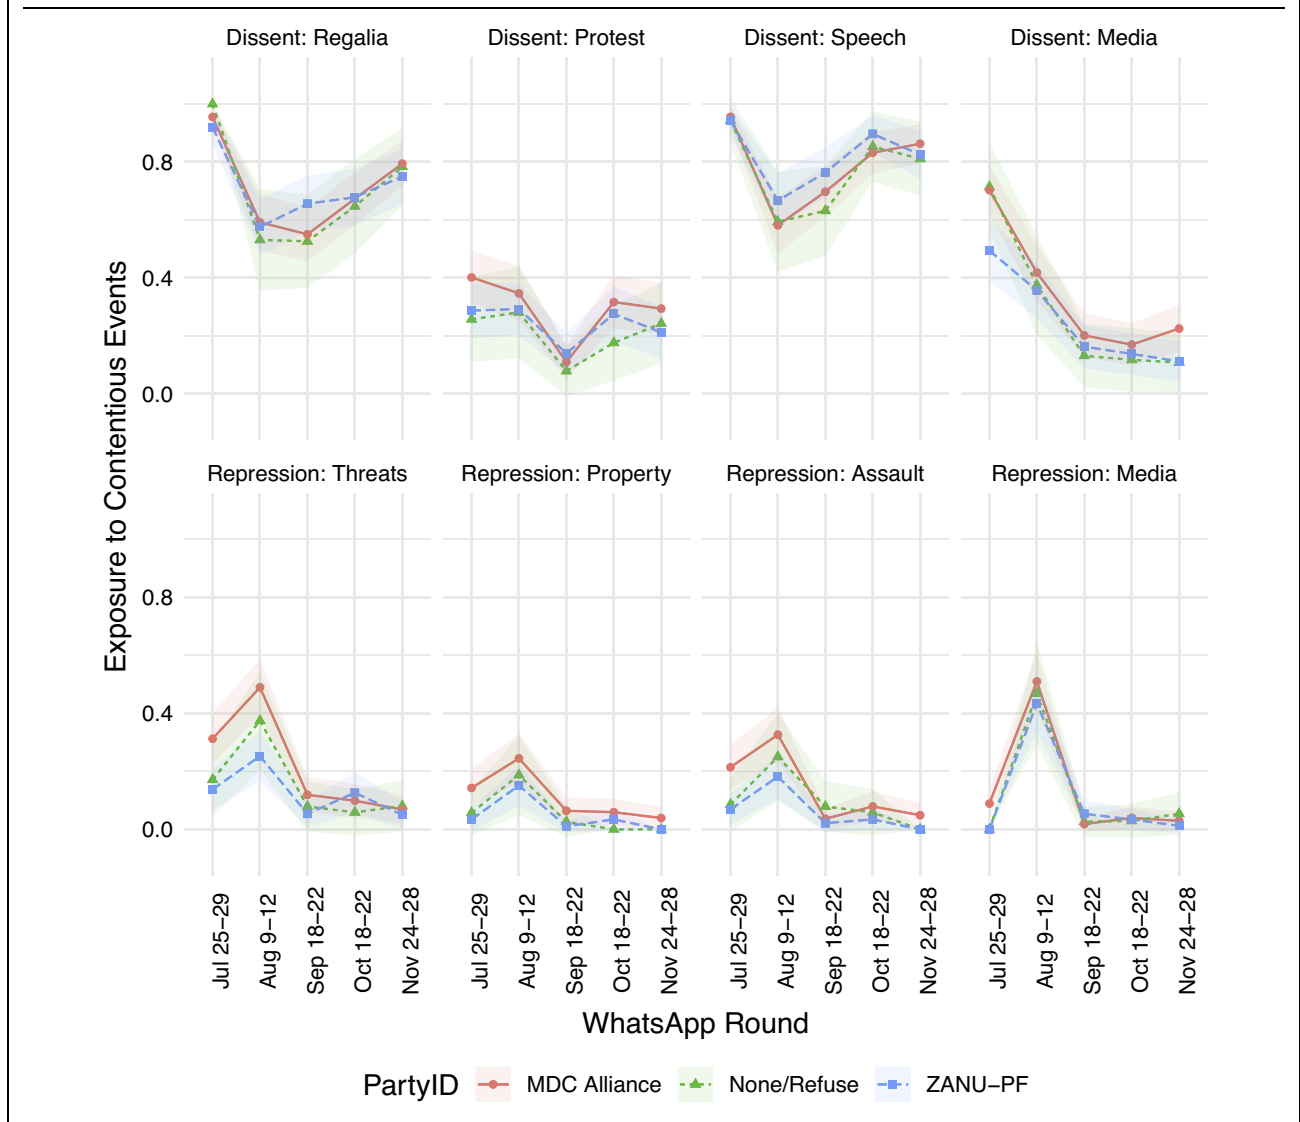 Dissent: Regalia Dissent: Protest Dissent: Speech Dissent: Media
0.8
0.4
0.0
Exposure to Contentious Events
Repression: Threats Repression: Property Repression: Assault Repression: Media
0.8
0.4
0.0
Jul 25–29 Aug 9–12 Sep 18–22 Oct 18–22 Nov 24–28 Jul 25–29 Aug 9–12 Sep 18–22 Oct 18–22 Nov 24–28 Jul 25–29 Aug 9–12 Sep 18–22 Oct 18–22 Nov 24–28 Jul 25–29 Aug 9–12 Sep 18–22 Oct 18–22 Nov 24–28
WhatsApp Round
PartyID MDC Alliance None/Refuse ZANU–PF